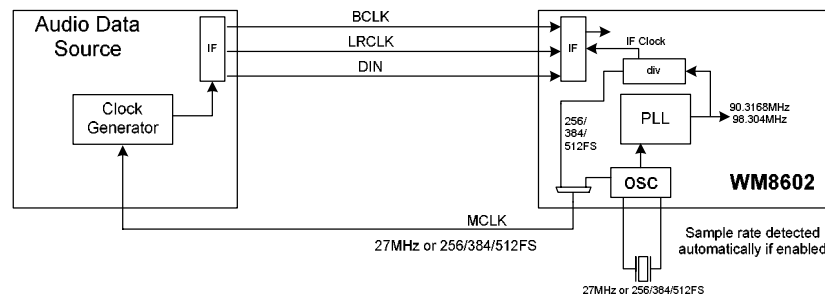 Audio Data
Source
IF
Clock
Generator
BCLK
LRCLK
DIN
IF
IF Clock
div
256/
384/
512FS
PLL
90.3168MHz
98.304MHz
OSC
WM8602
MCLK
27MHz or 256/384/512FS
Sample rate detected
automatically if enabled
27MHz or 256/384/512FS